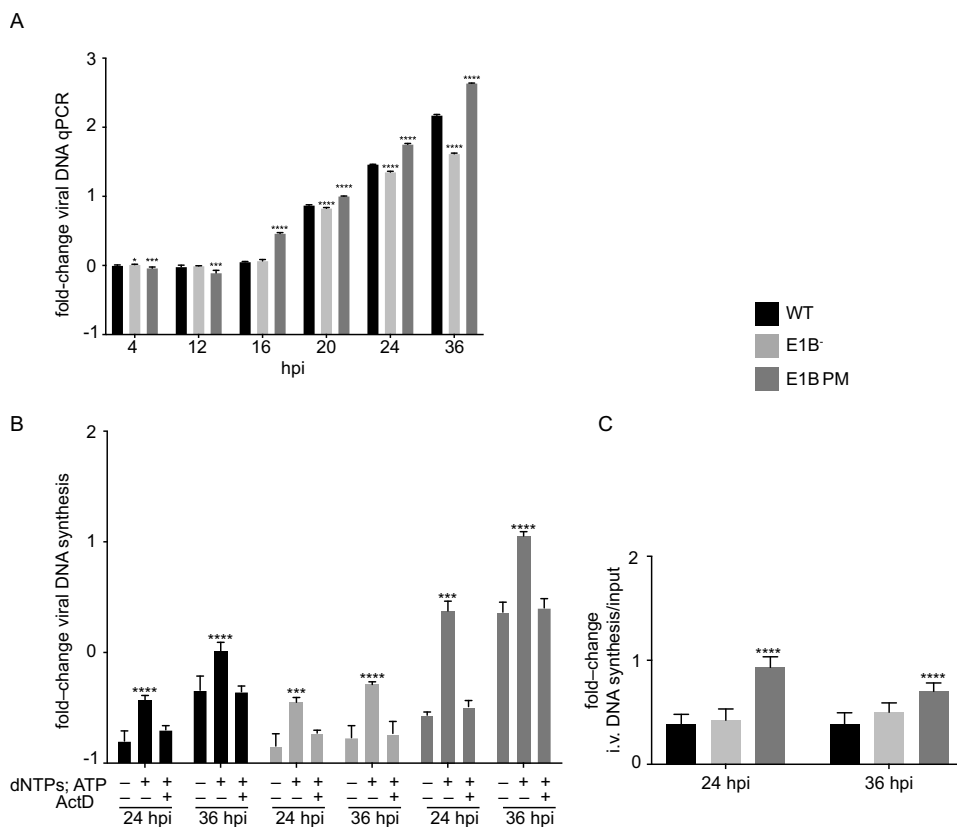 A
fold-change viral DNA qPCR
3
2
1
0
-1
* *** *** **** **** **** **** **** **** ****
4 12 16 20 24 36
hpi
WT
E1B-
E1B PM
B
fold–change viral DNA synthesis
2
1
0
-1
**** **** *** **** *** ****
dNTPs; ATP – + + – + + – + + – + + – + + – + +
ActD – – + – – + – – + – – + – – + – – +
24 hpi 36 hpi 24 hpi 36 hpi 24 hpi 36 hpi
C
fold–change
i.v. DNA synthesis/input
2
1
0
**** ****
24 hpi 36 hpi